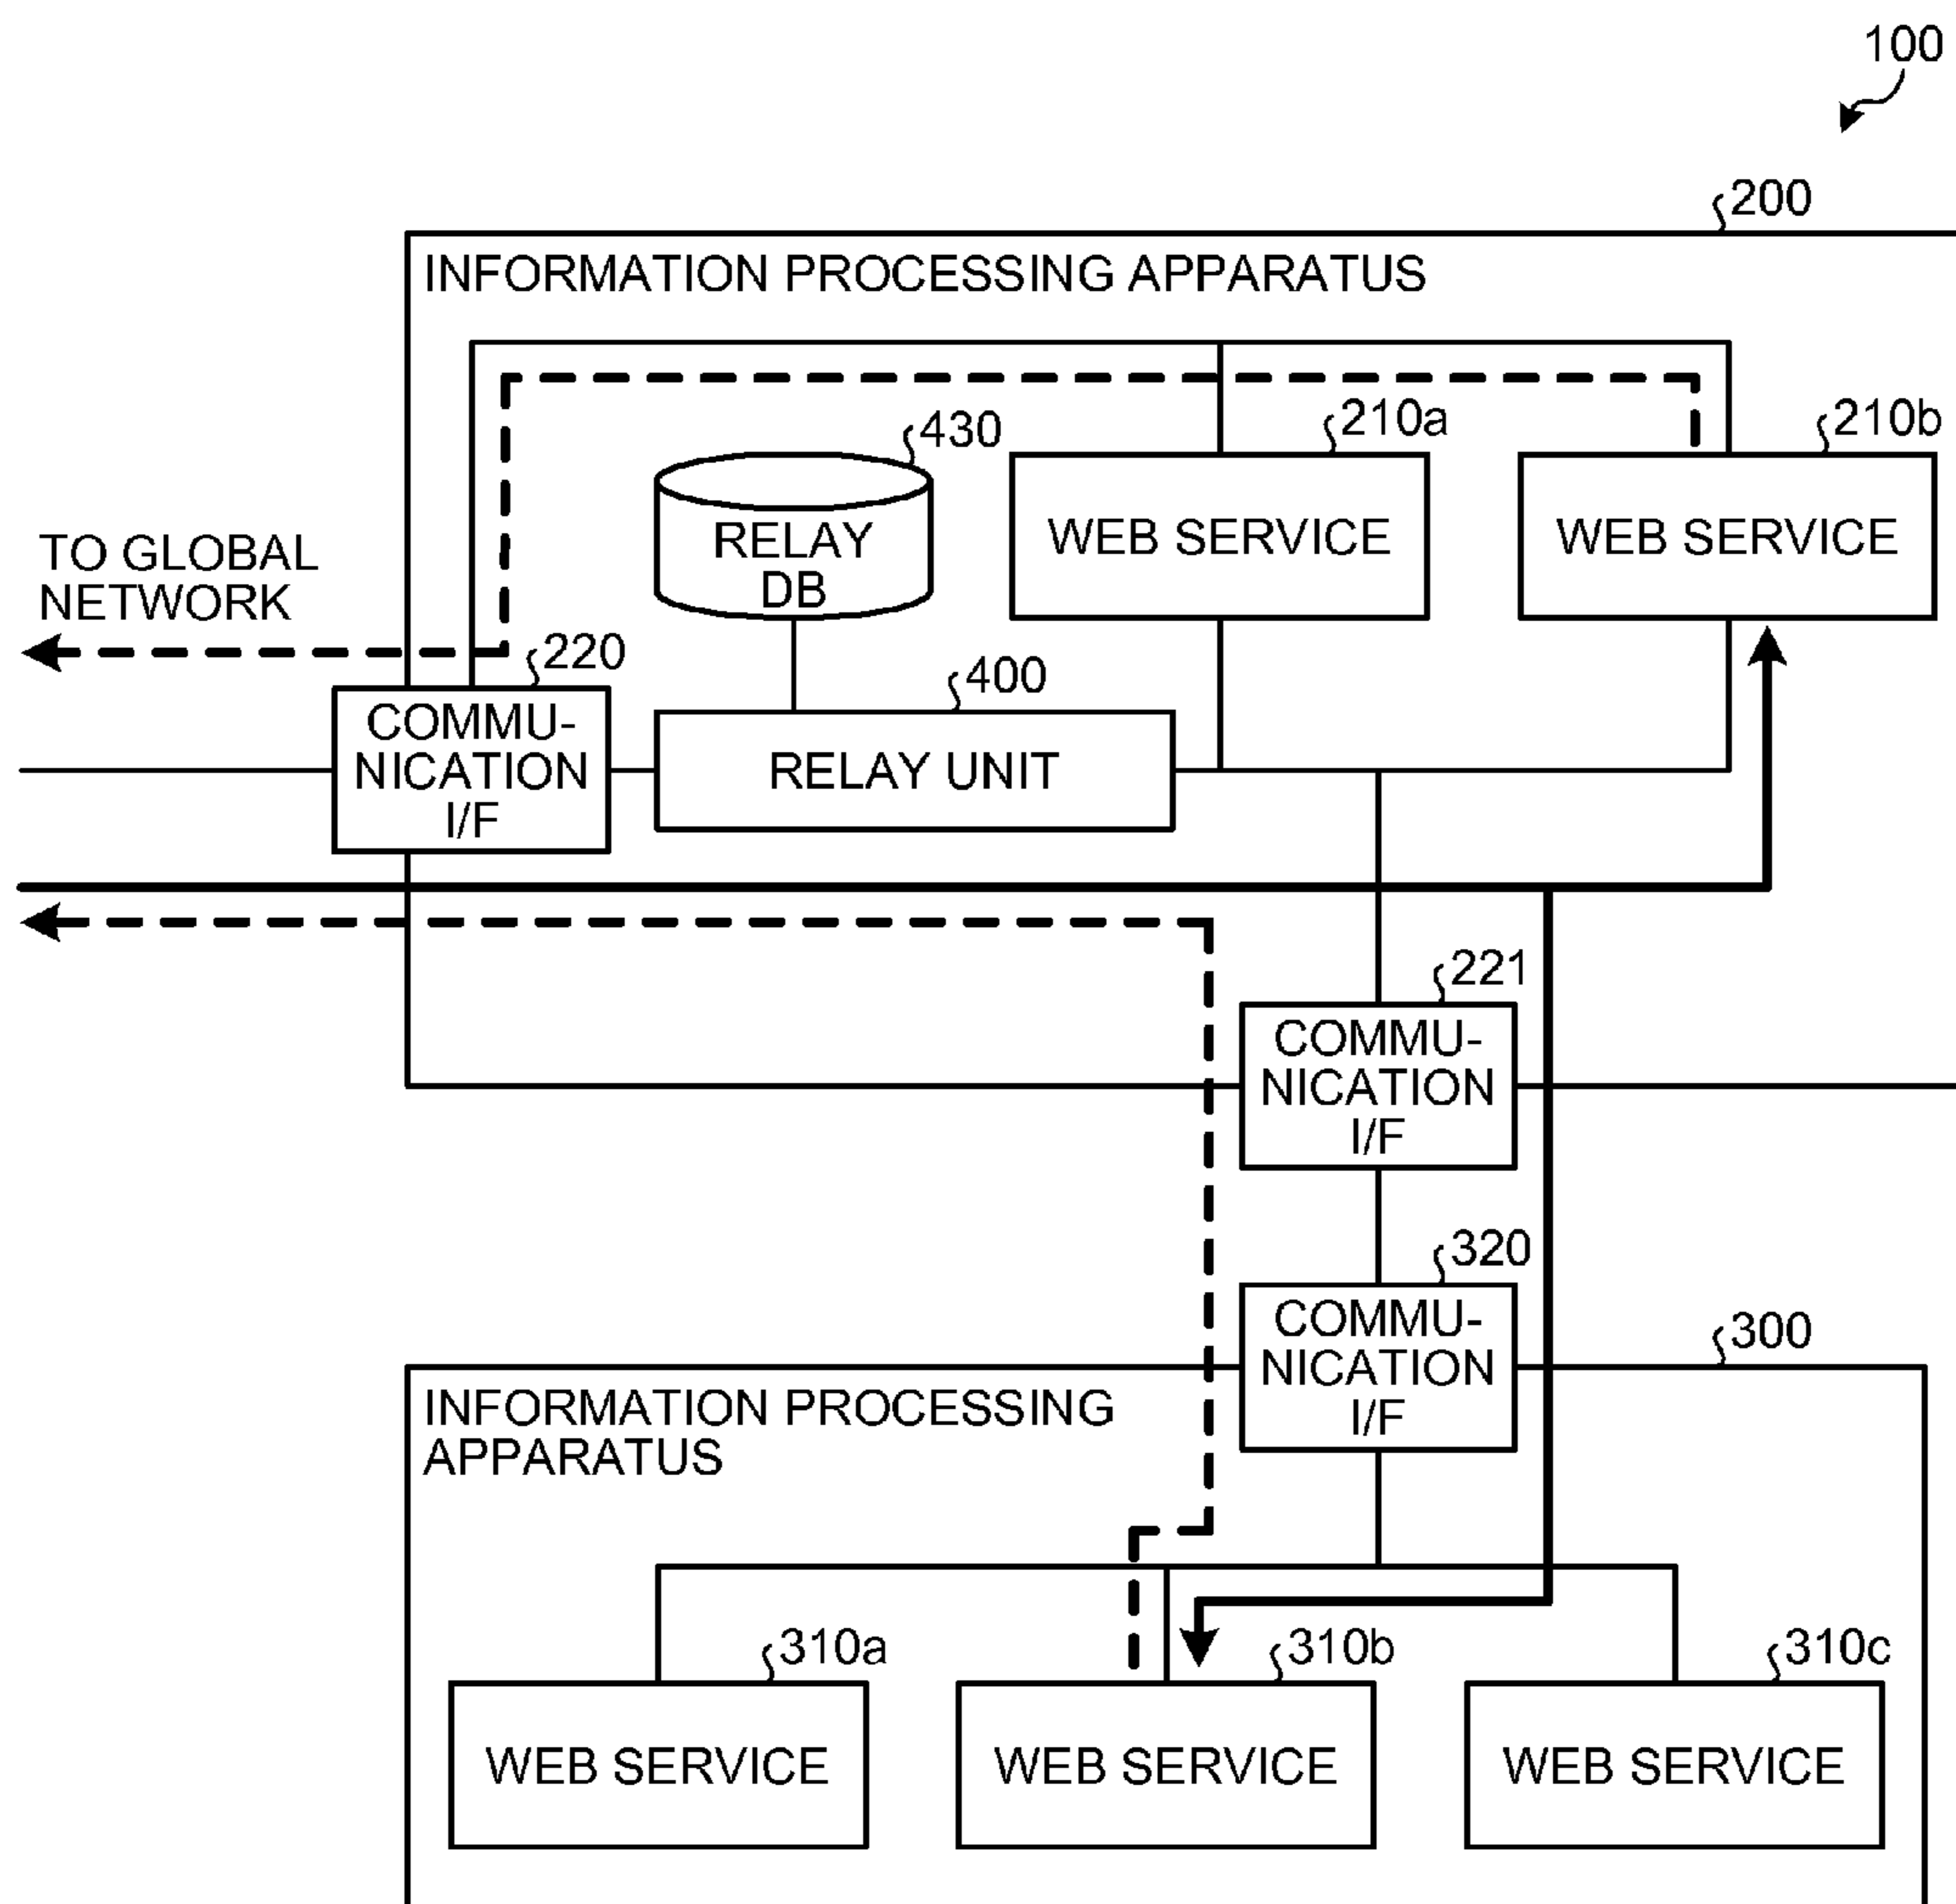 100
200
INFORMATION PROCESSING APPARATUS
430
210a
210b
RELAY
DB
WEB SERVICE
WEB SERVICE
TO GLOBAL
NETWORK
220
400
COMMU-
NICATION
I/F
RELAY UNIT
221
COMMU-
NICATION
I/F
320
COMMU-
NICATION
I/F
300
INFORMATION PROCESSING
APPARATUS
310a
310b
310c
WEB SERVICE
WEB SERVICE
WEB SERVICE